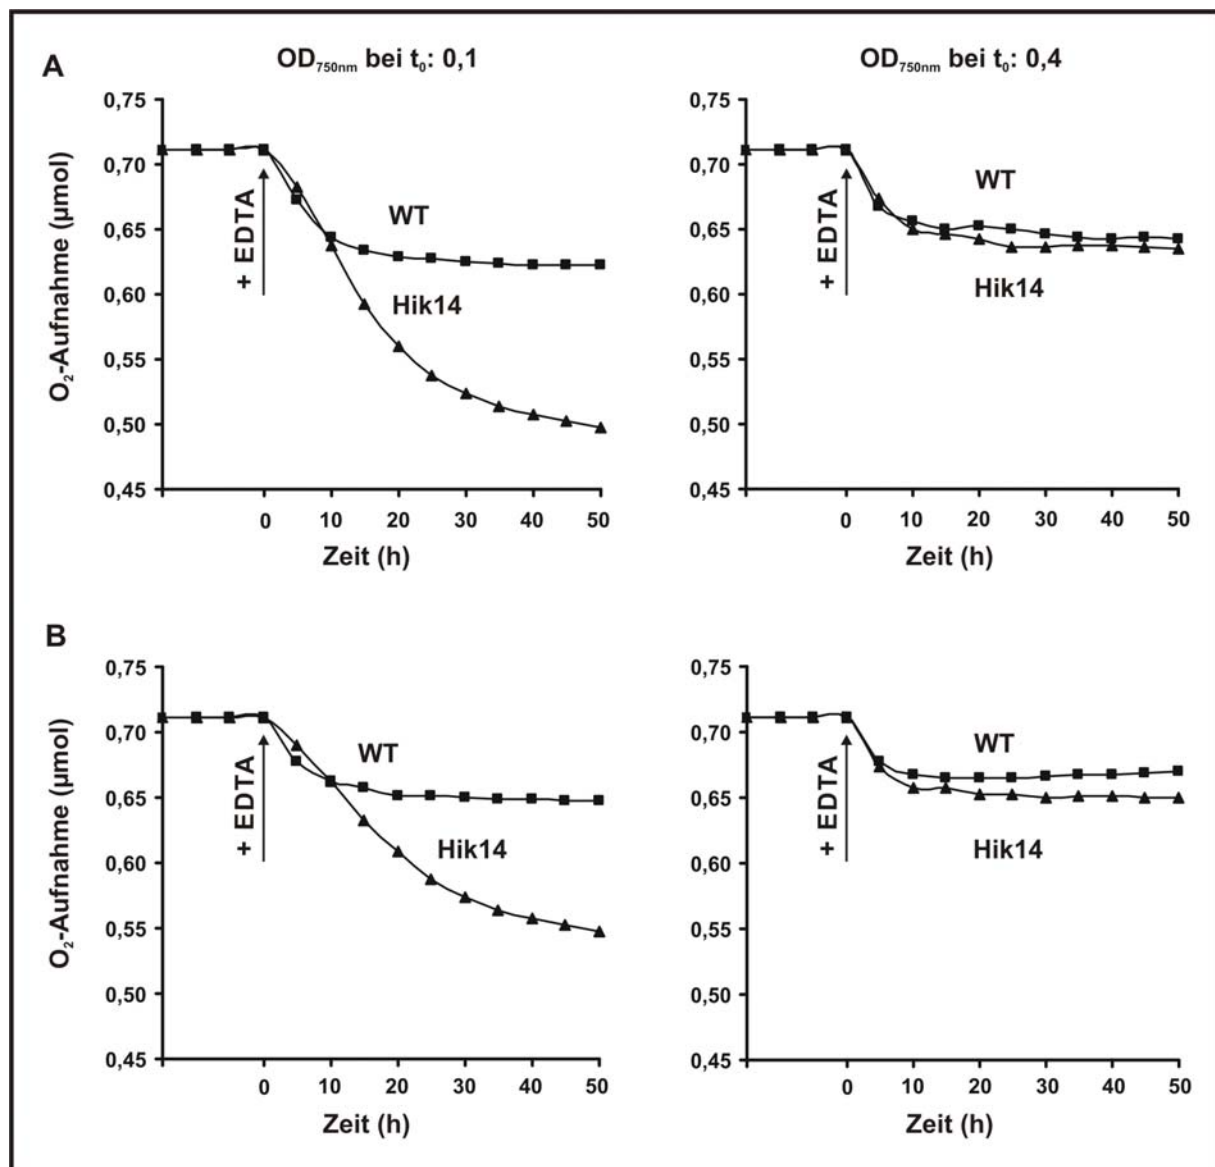 A
OD750nm bei t0: 0,1
OD750nm bei t0: 0,4
O2-Aufnahme (µmol)
0,75
0,70
0,65
0,60
0,55
0,50
0,45
+ EDTA
WT
Hik14
0 10 20 30 40 50
Zeit (h)
0,75
0,70
0,65
0,60
0,55
0,50
0,45
+ EDTA
WT
Hik14
0 10 20 30 40 50
Zeit (h)
B
O2-Aufnahme (µmol)
0,75
0,70
0,65
0,60
0,55
0,50
0,45
+ EDTA
WT
Hik14
0 10 20 30 40 50
Zeit (h)
0,75
0,70
0,65
0,60
0,55
0,50
0,45
+ EDTA
WT
Hik14
0 10 20 30 40 50
Zeit (h)